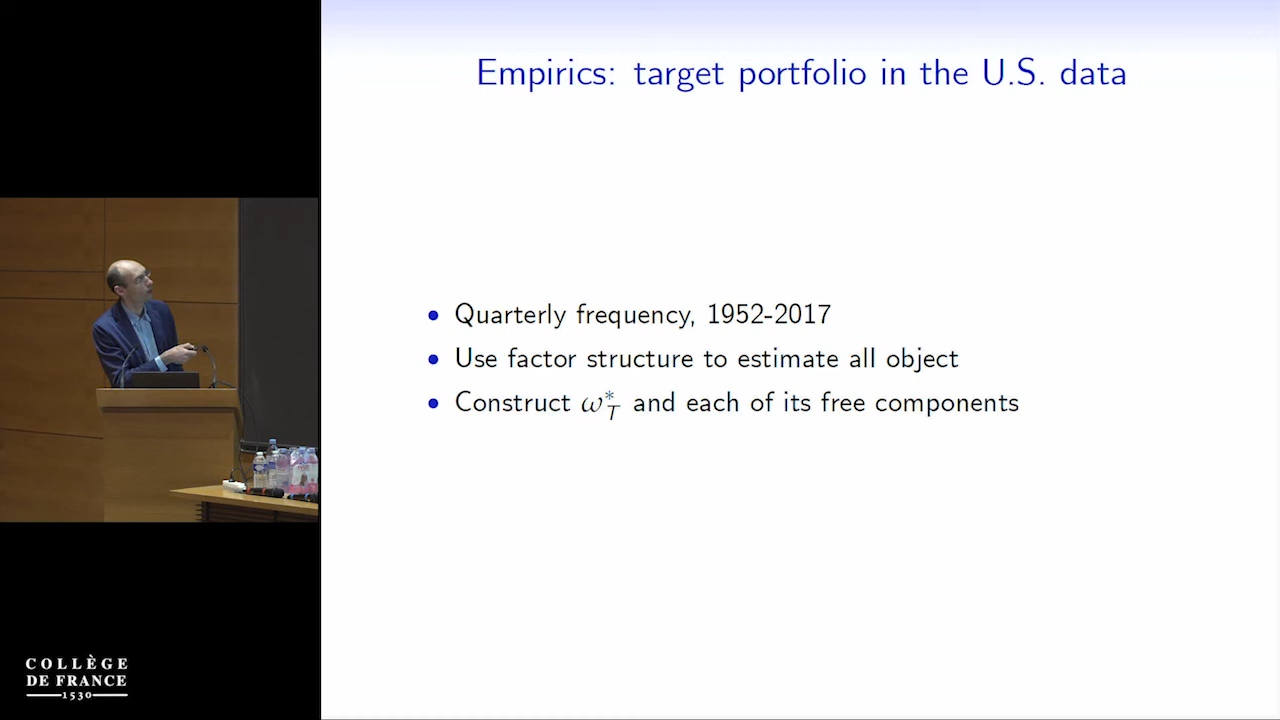 Empirics: target portfolio in the U.S. data
• Quarterly frequency, 1952-2017
• Use factor structure to estimate all object
• Construct ω*_T and each of its free components
COLLÈGE
DE FRANCE
1530